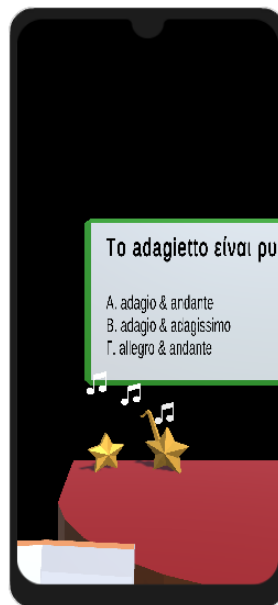 Το adagietto είναι ρυ
Α. adagio & andante
Β. adagio & adagissimo
Γ. allegro & andante